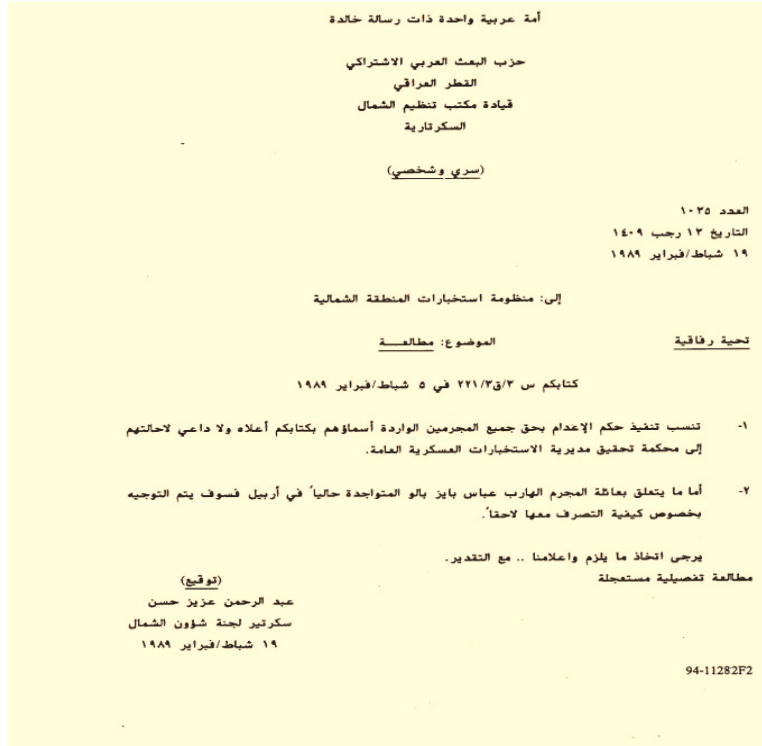 أمة عربية واحدة ذات رسالة خالدة
حزب البعث العربي الاشتراكي
القطر العراقي
قيادة مكتب تنظيم الشمال
السكرتارية
(سري وشخصي)
العدد ١٠٣٥
التاريخ ١٣ رجب ١٤٠٩
١٩ شباط/فبراير ١٩٨٩
إلى: منظومة استخبارات المنطقة الشمالية
تحية رفاقية الموضوع: مطالعـــة
كتابكم س ٣/ق٢٢١/٣ في ٥ شباط/فبراير ١٩٨٩
١- تنسب تنفيذ حكم الإعدام بحق جميع المجرمين الواردة أسماؤهم بكتابكم أعلاه ولا داعي لاحالتهم
إلى محكمة تحقيق مديرية الاستخبارات العسكرية العامة.
٢- أما ما يتعلق بعائلة المجرم الهارب عباس بايز بالو المتواجدة حالياً في أربيل فسوف يتم التوجيه
بخصوص كيفية التصرف معها لاحقاً.
يرجى اتخاذ ما يلزم واعلامنا .. مع التقدير.
مطالعة تفصيلية مستعجلة
(توقيع)
عبد الرحمن عزيز حسن
سكرتير لجنة شؤون الشمال
١٩ شباط/فبراير ١٩٨٩
94-11282F2